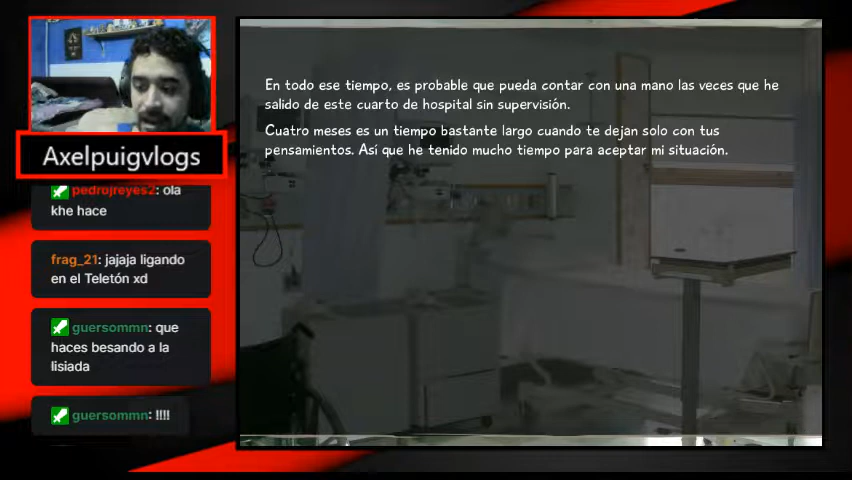 En todo ese tiempo, es probable que pueda contar con una mano las veces que he
salido de este cuarto de hospital sin supervisión.
Cuatro meses es un tiempo bastante largo cuando te dejan solo con tus
pensamientos. Así que he tenido mucho tiempo para aceptar mi situación.
Axelpuigvlogs
pedrojreyes2: ola
khe hace
frag_21: jajaja ligando
en el Teletón xd
guersommn: que
haces besando a la
lisiada
guersommn: !!!!